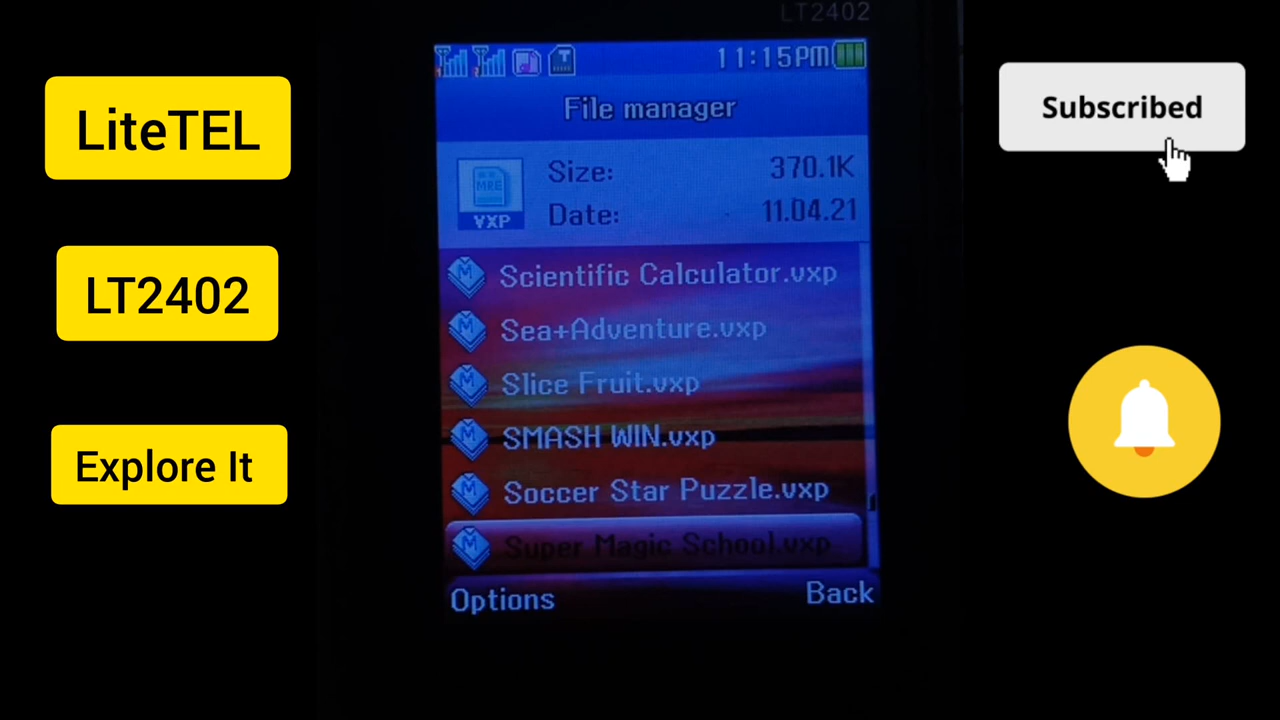 LiteTEL
LT2402
Explore It
LT2402
11:15PM
File manager
MRE
VXP
Size: 370.1K
Date: 11.04.21
Scientific Calculator.vxp
Sea+Adventure.vxp
Slice Fruit.vxp
SMASH WIN.vxp
Soccer Star Puzzle.vxp
Super Magic School.vxp
Options Back
Subscribed